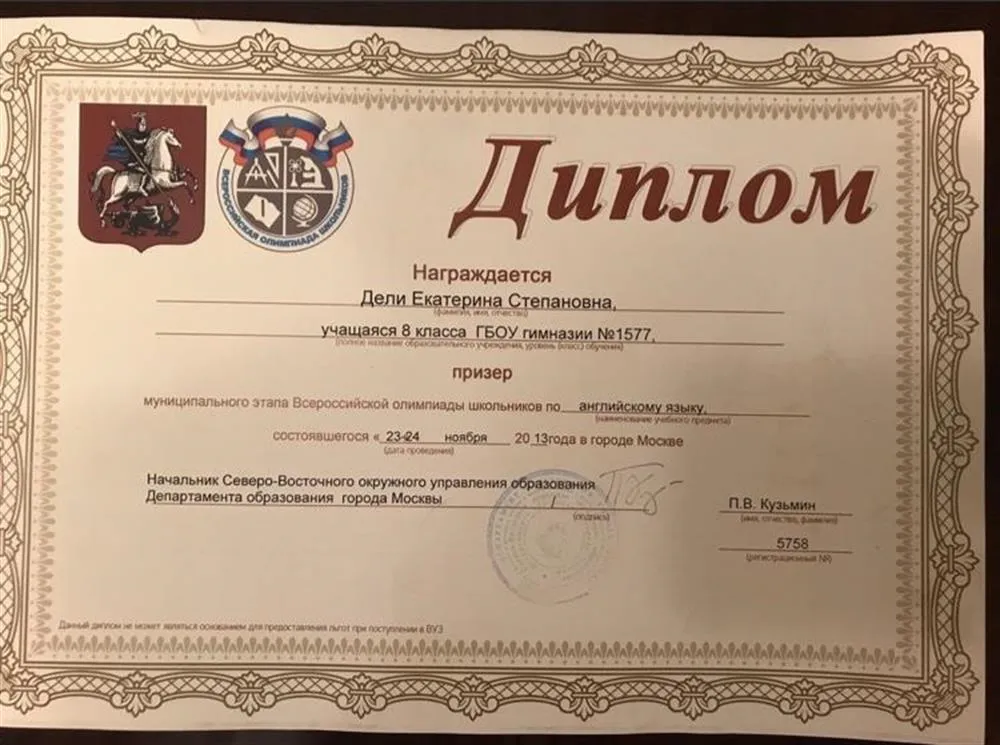 ВСЕРОССИЙСКАЯ ОЛИМПИАДА ШКОЛЬНИКОВ
Диплом
Награждается
Дели Екатерина Степановна,
(фамилия, имя, отчество)
учащаяся 8 класса ГБОУ гимназии №1577,
(полное название образовательного учреждения, уровень (класс) обучения)
призер
муниципального этапа Всероссийской олимпиады школьников по английскому языку,
(наименование учебного предмета)
состоявшегося « 23-24 ноября 20 13года в городе Москве
(дата проведения)
Начальник Северо-Восточного окружного управления образования
Департамента образования города Москвы
(подпись)
П.В. Кузьмин
(имя, отчество, фамилия)
5758
(регистрационный №)
Данный диплом не может являться основанием для предоставления льгот при поступлении в ВУЗ